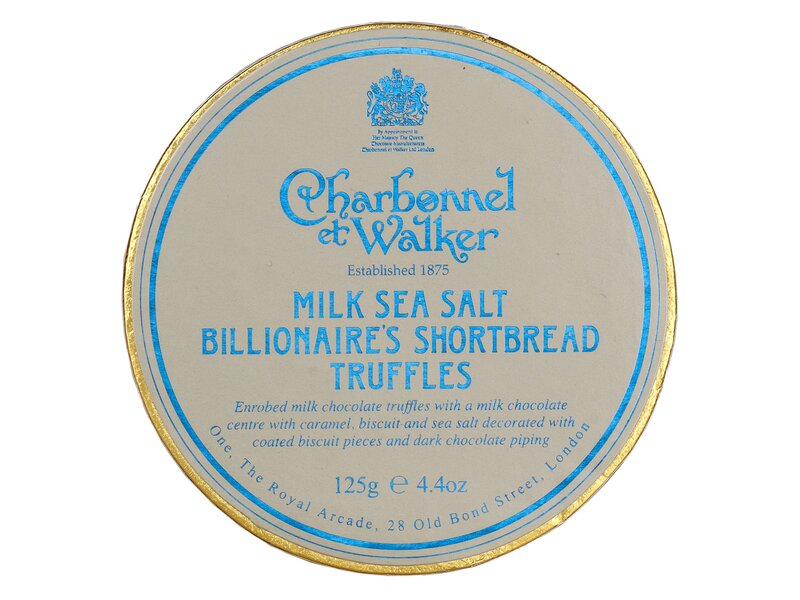 By Appointment to
Her Majesty The Queen
Chocolate Manufacturers
Charbonnel et Walker Ltd London
Charbonnel
et Walker
Established 1875
MILK SEA SALT
BILLIONAIRE'S SHORTBREAD
TRUFFLES
Enrobed milk chocolate truffles with a milk chocolate
centre with caramel, biscuit and sea salt decorated with
coated biscuit pieces and dark chocolate piping
125g ℮ 4.4oz
One, The Royal Arcade, 28 Old Bond Street, London